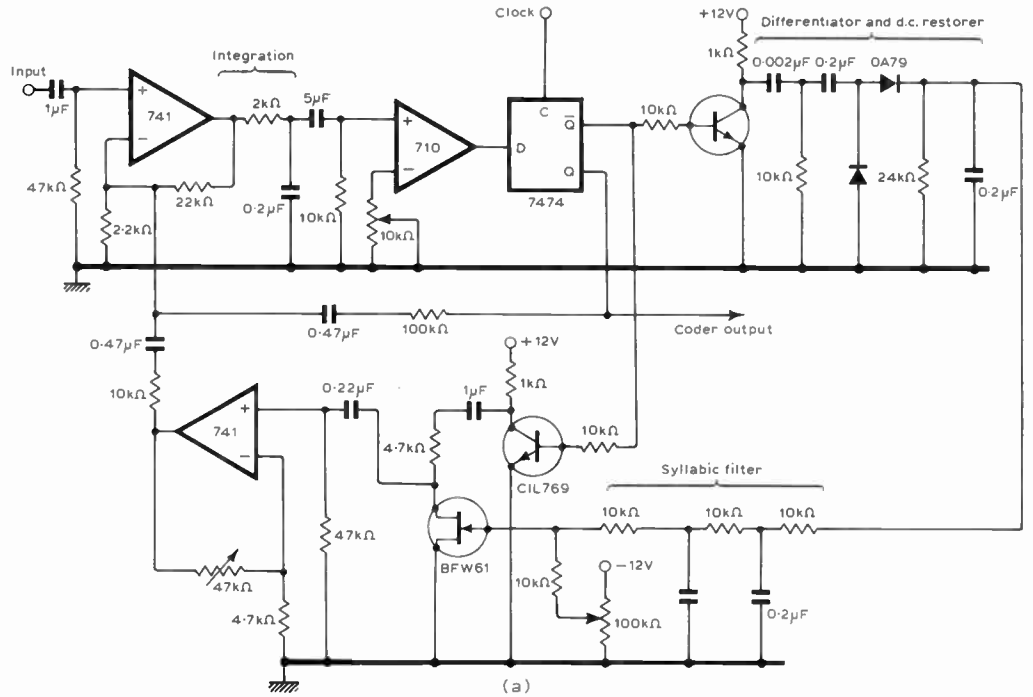 Clock
+12V
Differentiator and d.c. restorer
Input
Integration
1kΩ
0·002μF
0·2μF
OA79
1μF
+
741
−
2kΩ
5μF
+
710
−
C
D
Q̅
Q
7474
10kΩ
47kΩ
22kΩ
2·2kΩ
0·2μF
10kΩ
10kΩ
10kΩ
24kΩ
0·2μF
0·47μF
100kΩ
Coder output
0·47μF
10kΩ
+12V
1kΩ
0·22μF
1μF
+
741
−
4·7kΩ
10kΩ
CIL769
Syllabic filter
10kΩ
10kΩ
10kΩ
47kΩ
BFW61
47kΩ
10kΩ
−12V
100kΩ
0·2μF
4·7kΩ
(a)